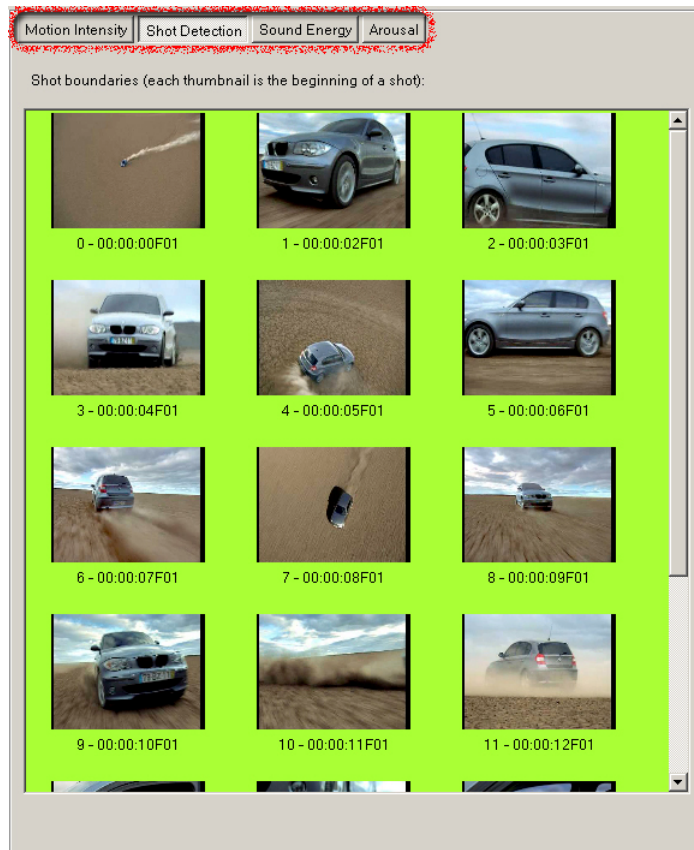 Motion Intensity Shot Detection Sound Energy Arousal
Shot boundaries (each thumbnail is the beginning of a shot):
0 - 00:00:00F01 1 - 00:00:02F01 2 - 00:00:03F01
3 - 00:00:04F01 4 - 00:00:05F01 5 - 00:00:06F01
6 - 00:00:07F01 7 - 00:00:08F01 8 - 00:00:09F01
9 - 00:00:10F01 10 - 00:00:11F01 11 - 00:00:12F01